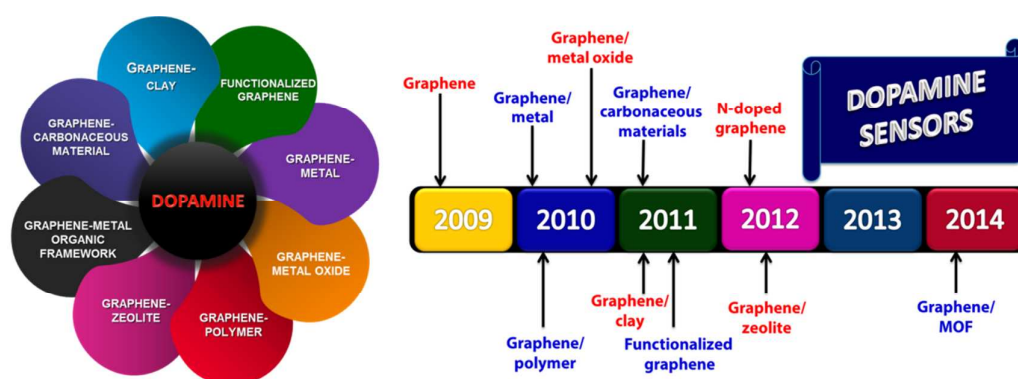 GRAPHENE-
CLAY
FUNCTIONALIZED
GRAPHENE
GRAPHENE-
CARBONACEOUS
MATERIAL
GRAPHENE-
METAL
DOPAMINE
GRAPHENE-METAL
ORGANIC
FRAMEWORK
GRAPHENE-
METAL OXIDE
GRAPHENE-
ZEOLITE
GRAPHENE-
POLYMER
Graphene/
metal oxide
Graphene
Graphene/
metal
Graphene/
carbonaceous
materials
N-doped
graphene
DOPAMINE
SENSORS
2009
2010
2011
2012
2013
2014
Graphene/
polymer
Graphene/
clay
Functionalized
graphene
Graphene/
zeolite
Graphene/
MOF